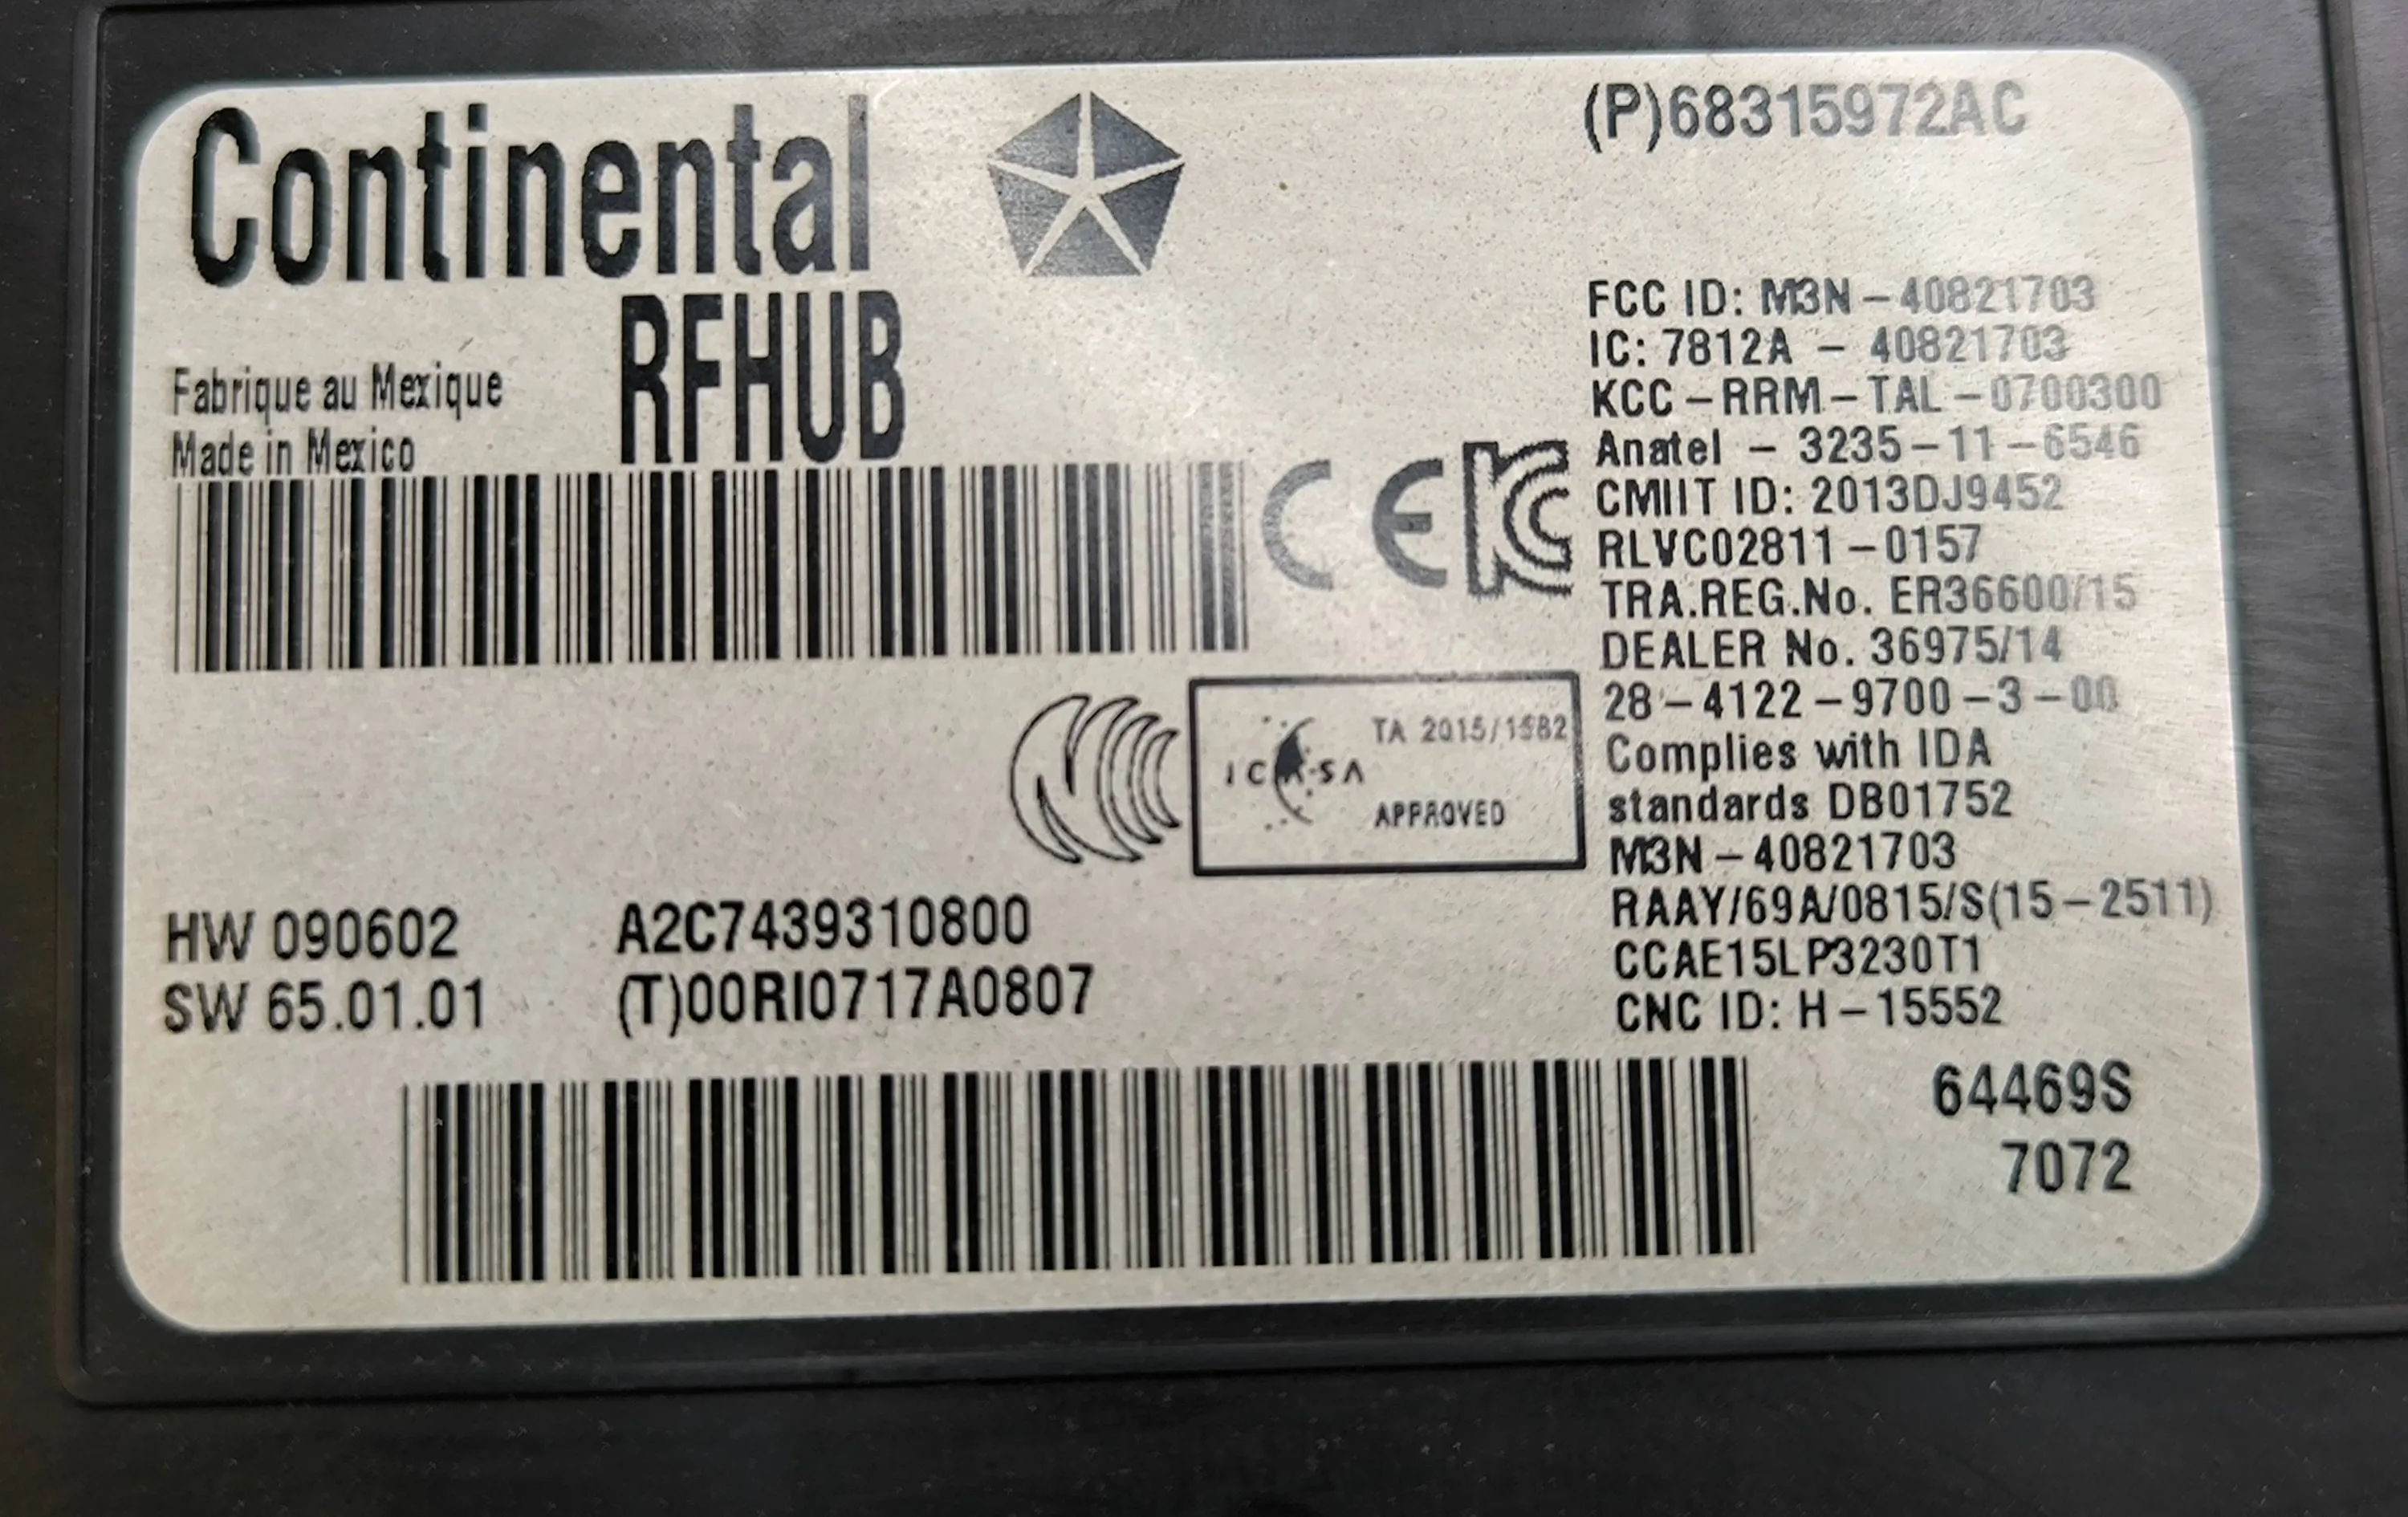 Continental
RFHUB
Fabrique au Mexique
Made in Mexico
(P)68315972AC
FCC ID: M3N-40821703
IC: 7812A - 40821703
KCC-RRM-TAL-0700300
Anatel - 3235-11-6546
CMIIT ID: 2013DJ9452
RLVC02811-0157
TRA.REG.No. ER36600/15
DEALER No. 36975/14
28-4122-9700-3-00
Complies with IDA
standards DB01752
M3N-40821703
RAAY/69A/0815/S(15-2511)
CCAE15LP3230T1
CNC ID: H-15552
CE
ICASA
TA
APPROVED
HW 090602
SW 65.01.01
A2C7439310800
(T)00RI0717A0807
64469S
7072